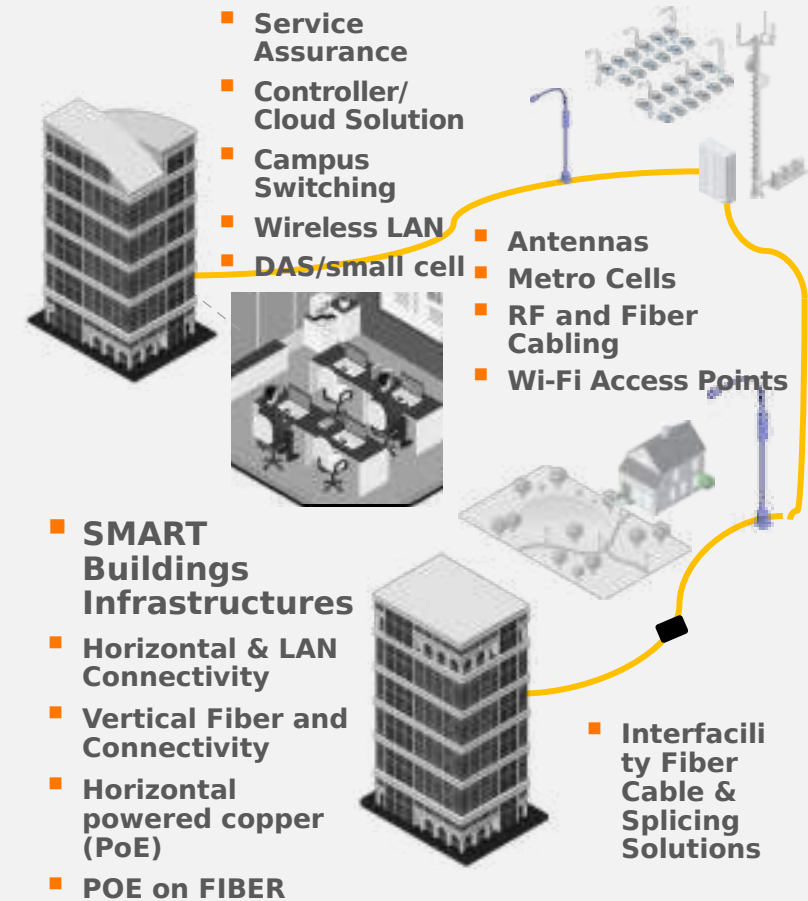 Service
Assurance
Controller/
Cloud Solution
Campus
Switching
Wireless LAN
DAS/small cell
Antennas
Metro Cells
RF and Fiber
Cabling
Wi-Fi Access Points
SMART
Buildings
Infrastructures
Horizontal & LAN
Connectivity
Vertical Fiber and
Connectivity
Horizontal
powered copper
(PoE)
POE on FIBER
Interfacili
ty Fiber
Cable &
Splicing
Solutions